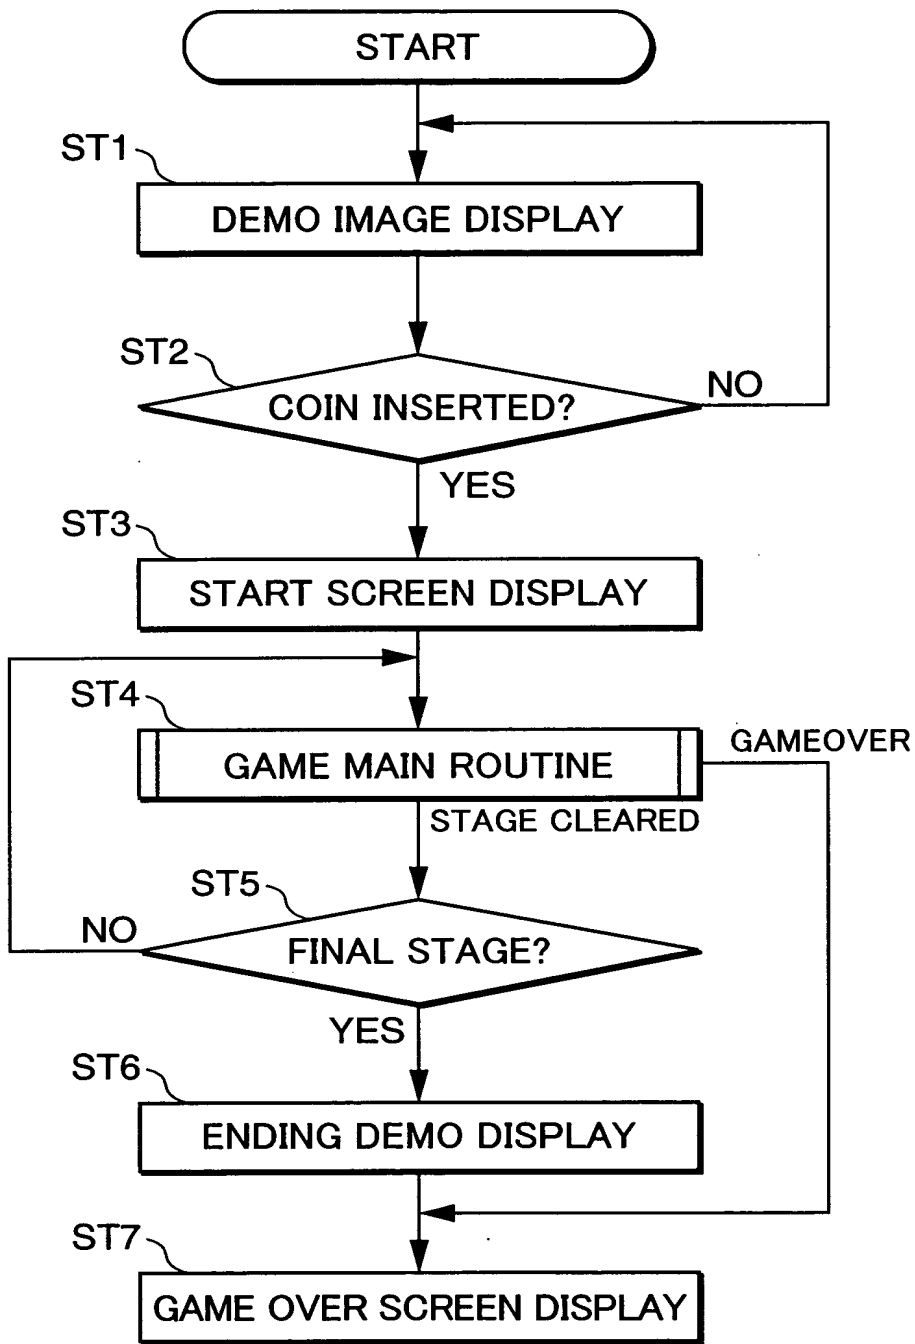 START
ST1
DEMO IMAGE DISPLAY
ST2
COIN INSERTED?
NO
YES
ST3
START SCREEN DISPLAY
ST4
GAME MAIN ROUTINE
GAMEOVER
STAGE CLEARED
ST5
NO
FINAL STAGE?
YES
ST6
ENDING DEMO DISPLAY
ST7
GAME OVER SCREEN DISPLAY